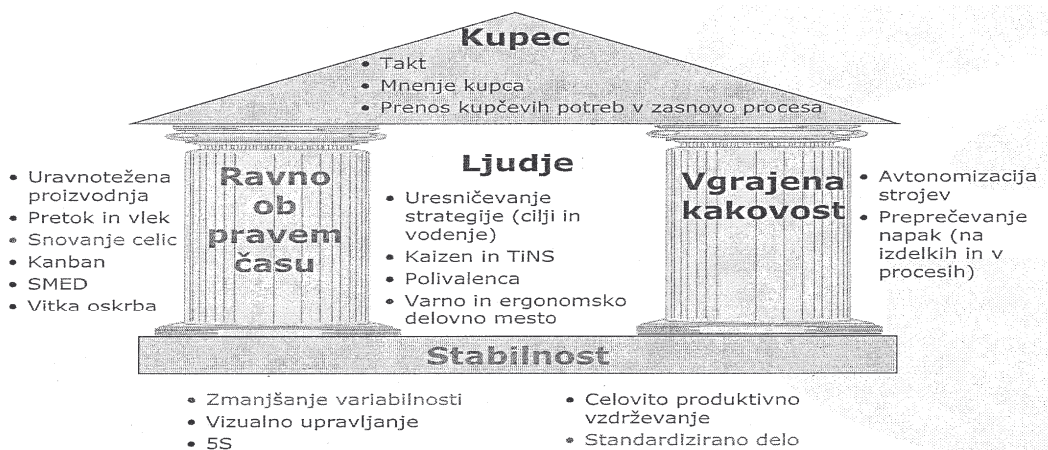 Kupec
• Takt
• Mnenje kupca
• Prenos kupčevih potreb v zasnovo procesa
• Uravnotežena
proizvodnja
• Pretok in vlek
• Snovanje celic
• Kanban
• SMED
• Vitka oskrba
Ravno
ob
pravem
času
Ljudje
• Uresničevanje
strategije (cilji in
vodenje)
• Kaizen in TiNS
• Polivalenca
• Varno in ergonomsko
delovno mesto
Vgrajena
kakovost
• Avtonomizacija
strojev
• Preprečevanje
napak (na
izdelkih in v
procesih)
Stabilnost
• Zmanjšanje variabilnosti
• Vizualno upravljanje
• 5S
• Celovito produktivno
vzdrževanje
• Standardizirano delo